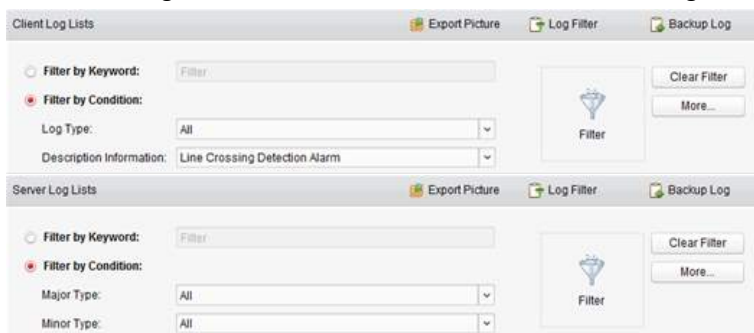 Client Log Lists Export Picture Log Filter Backup Log
Filter by Keyword: Filter Clear Filter
Filter by Condition: More...
Log Type: All Filter
Description Information: Line Crossing Detection Alarm
Server Log Lists Export Picture Log Filter Backup Log
Filter by Keyword: Filter Clear Filter
Filter by Condition: More...
Major Type: All Filter
Minor Type: All